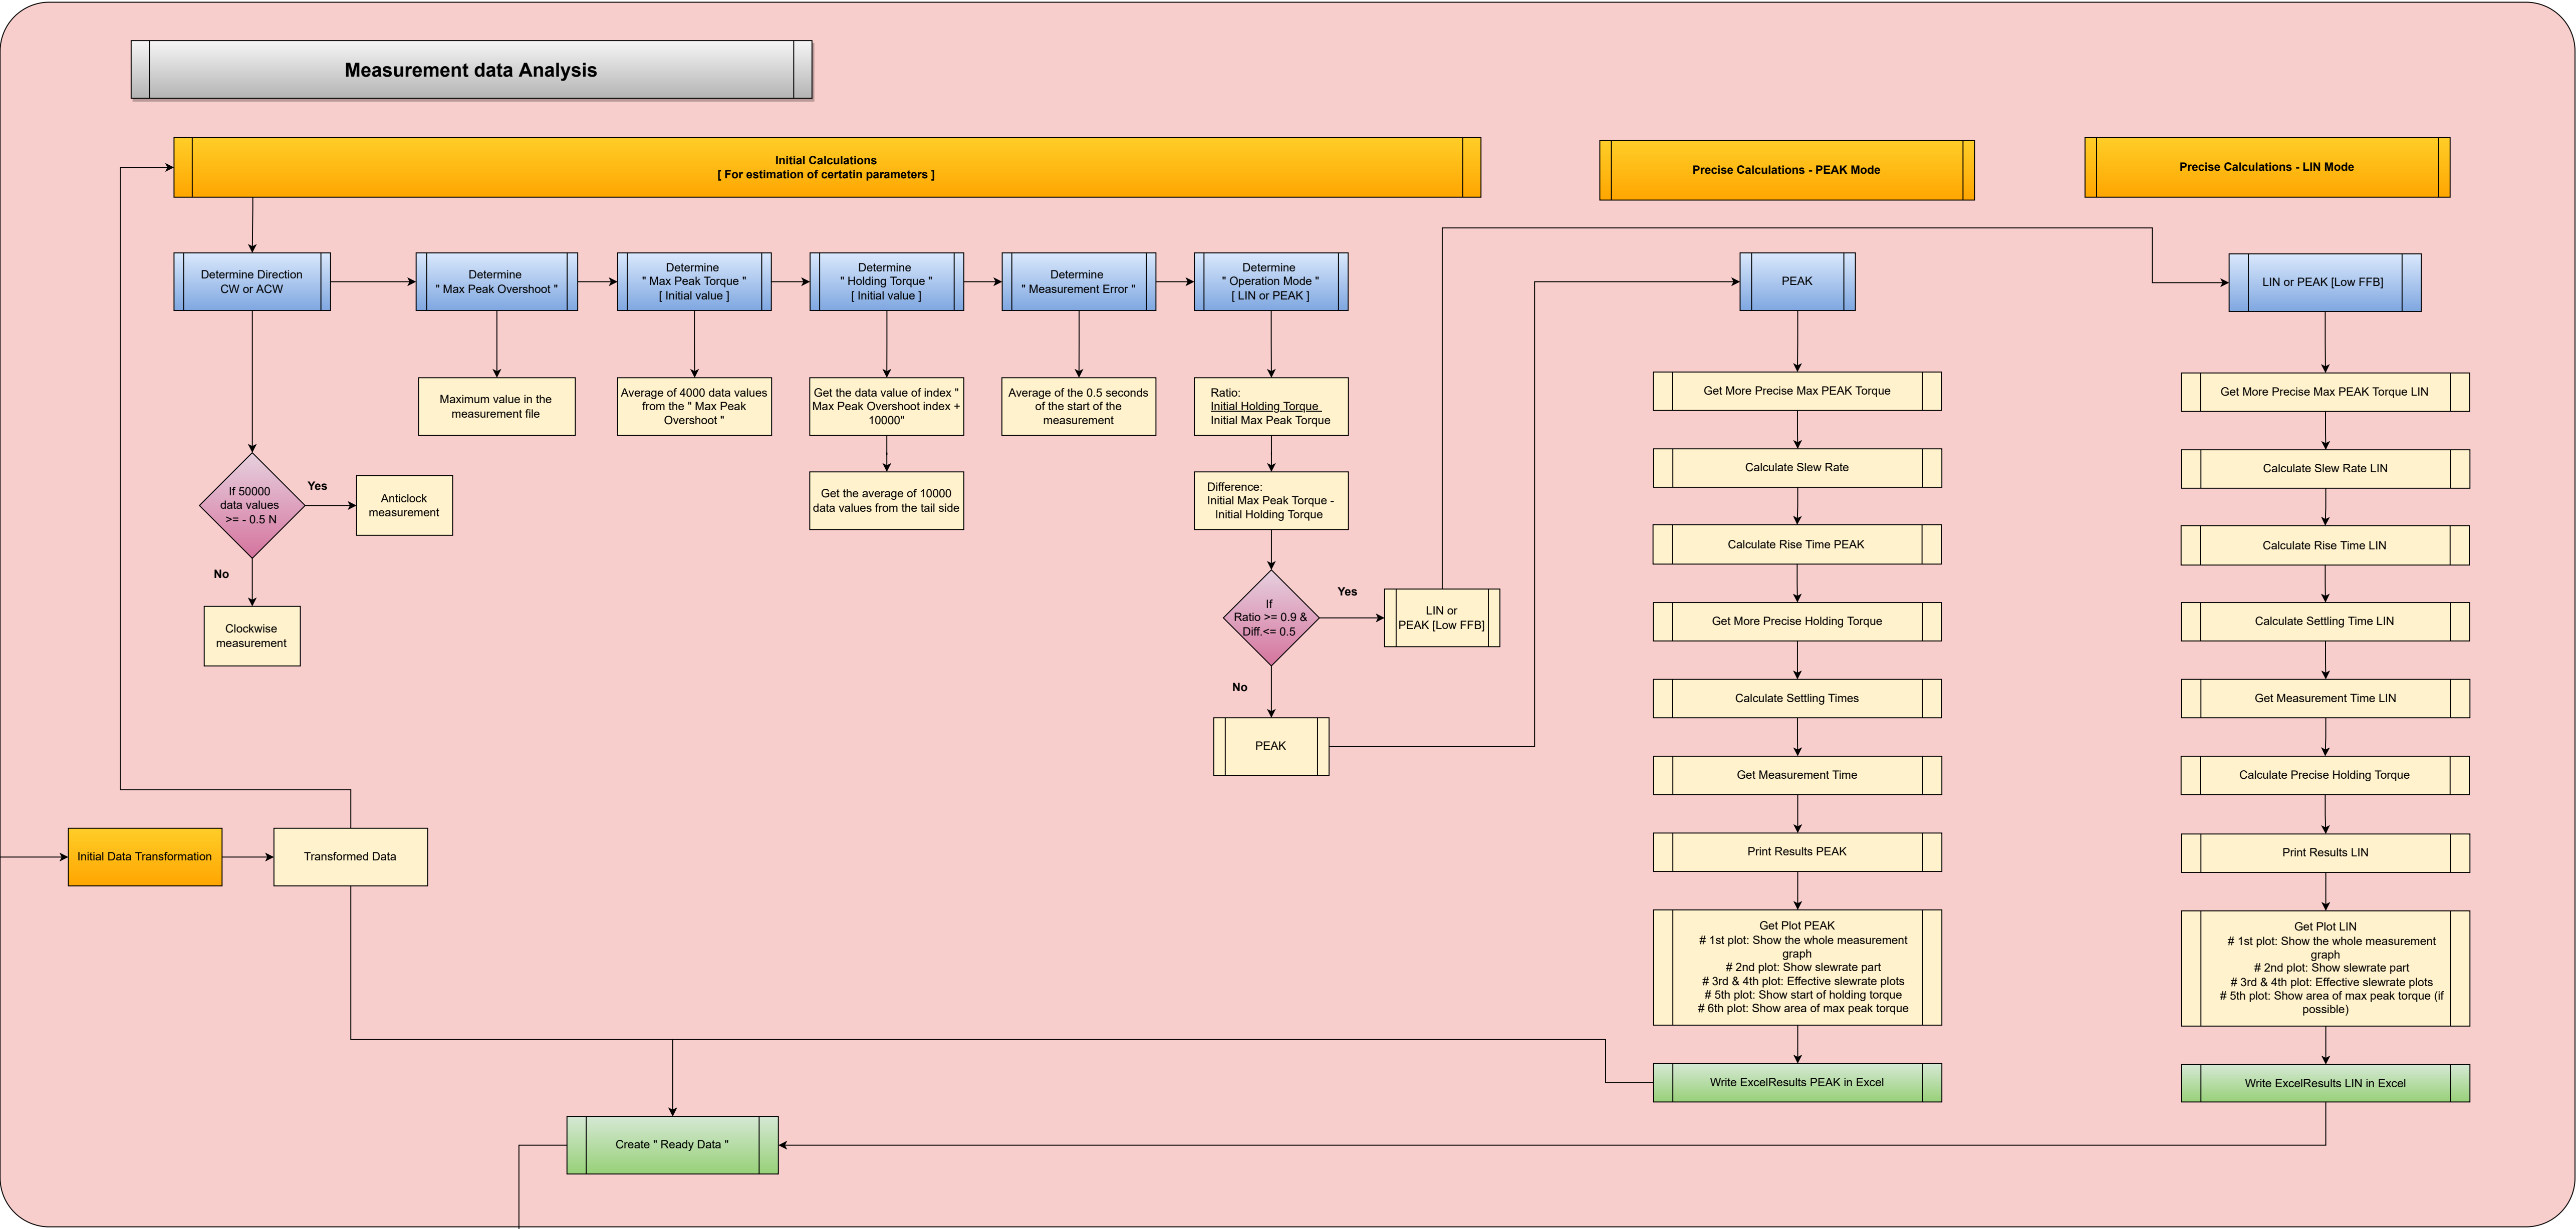 Measurement data Analysis
Initial Calculations
[ For estimation of certatin parameters ]
Precise Calculations - PEAK Mode
Precise Calculations - LIN Mode
Determine Direction
CW or ACW
Determine
" Max Peak Overshoot "
Determine
" Max Peak Torque "
[ Initial value ]
Determine
" Holding Torque "
[ Initial value ]
Determine
" Measurement Error "
Determine
" Operation Mode "
[ LIN or PEAK ]
PEAK
LIN or PEAK [Low FFB]
Maximum value in the
measurement file
Average of 4000 data values
from the " Max Peak
Overshoot "
Get the data value of index "
Max Peak Overshoot index +
10000"
Average of the 0.5 seconds
of the start of the
measurement
Ratio:
Initial Holding Torque
Initial Max Peak Torque
Get the average of 10000
data values from the tail side
Difference:
Initial Max Peak Torque -
Initial Holding Torque
If 50000
data values
>= - 0.5 N
Yes
Anticlock
measurement
No
Clockwise
measurement
If
Ratio >= 0.9 &
Diff.<= 0.5
Yes
LIN or
PEAK [Low FFB]
No
PEAK
Initial Data Transformation
Transformed Data
Get More Precise Max PEAK Torque
Calculate Slew Rate
Calculate Rise Time PEAK
Get More Precise Holding Torque
Calculate Settling Times
Get Measurement Time
Print Results PEAK
Get Plot PEAK
# 1st plot: Show the whole measurement
graph
# 2nd plot: Show slewrate part
# 3rd & 4th plot: Effective slewrate plots
# 5th plot: Show start of holding torque
# 6th plot: Show area of max peak torque
Write ExcelResults PEAK in Excel
Get More Precise Max PEAK Torque LIN
Calculate Slew Rate LIN
Calculate Rise Time LIN
Calculate Settling Time LIN
Get Measurement Time LIN
Calculate Precise Holding Torque
Print Results LIN
Get Plot LIN
# 1st plot: Show the whole measurement
graph
# 2nd plot: Show slewrate part
# 3rd & 4th plot: Effective slewrate plots
# 5th plot: Show area of max peak torque (if
possible)
Write ExcelResults LIN in Excel
Create " Ready Data "